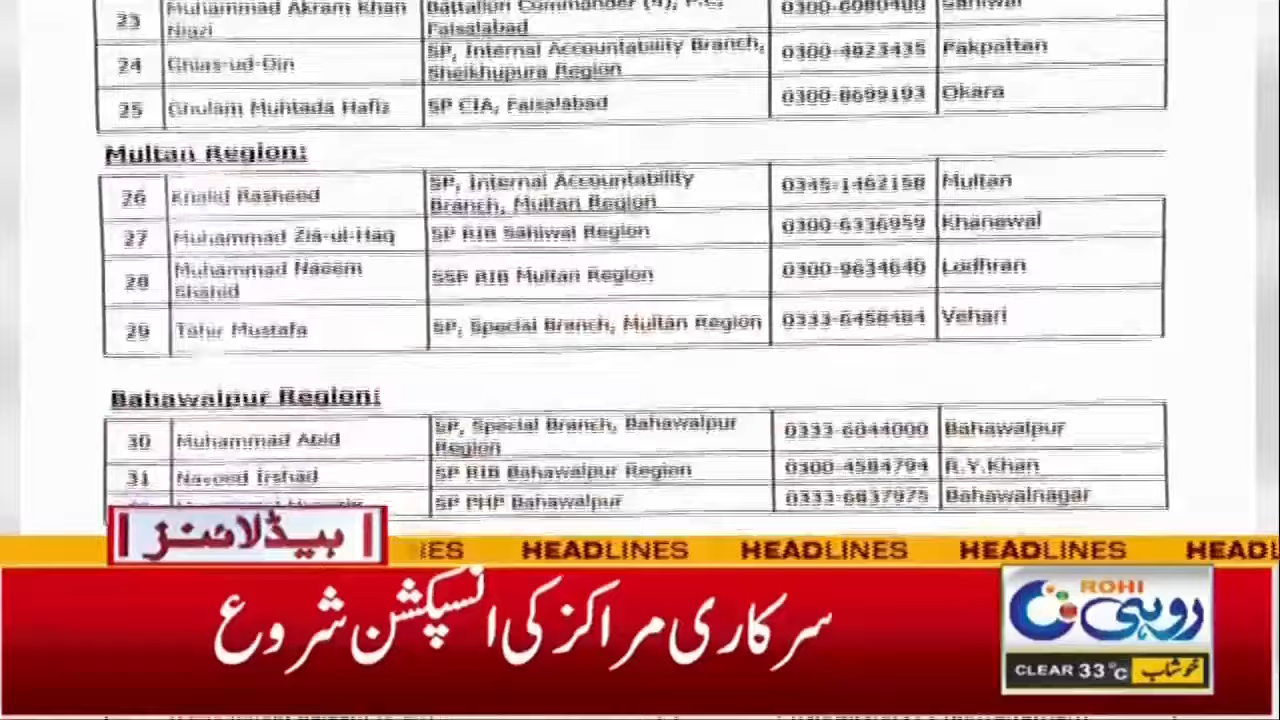 23 Muhammad Akram Khan Niazi Battalion Commander (4), P.C, Faisalabad Sahiwal
24 Ghias-ud-Din SP, Internal Accountability Branch, Sheikhupura Region 0300-4823435 Pakpattan
25 Ghulam Muhtada Hafiz SP CIA, Faisalabad 0300-8699193 Okara
Multan Region:
26 Khalid Rasheed SP, Internal Accountability Branch, Multan Region 0345-1462158 Multan
27 Muhammad Zia-ul-Haq SP RIB Sahiwal Region 0300-6336959 Khanewal
28 Muhammad Naeem Shahid SSP RIB Multan Region 0300-9634640 Lodhran
29 Tahir Mustafa SP, Special Branch, Multan Region Vehari
Bahawalpur Region:
30 Muhammad Abid SP, Special Branch, Bahawalpur Region 0333-6044000 Bahawalpur
31 Naveed Irshad SP RIB Bahawalpur Region 0300-4584794 R.Y.Khan
SP PHP Bahawalpur 0333-6837975 Bahawalnagar
ہیڈلائنز
HEADLINES HEADLINES HEADLINES
سرکاری مراکز کی انسپکشن شروع
ROHI
روہی
CLEAR 33°C خوشاب